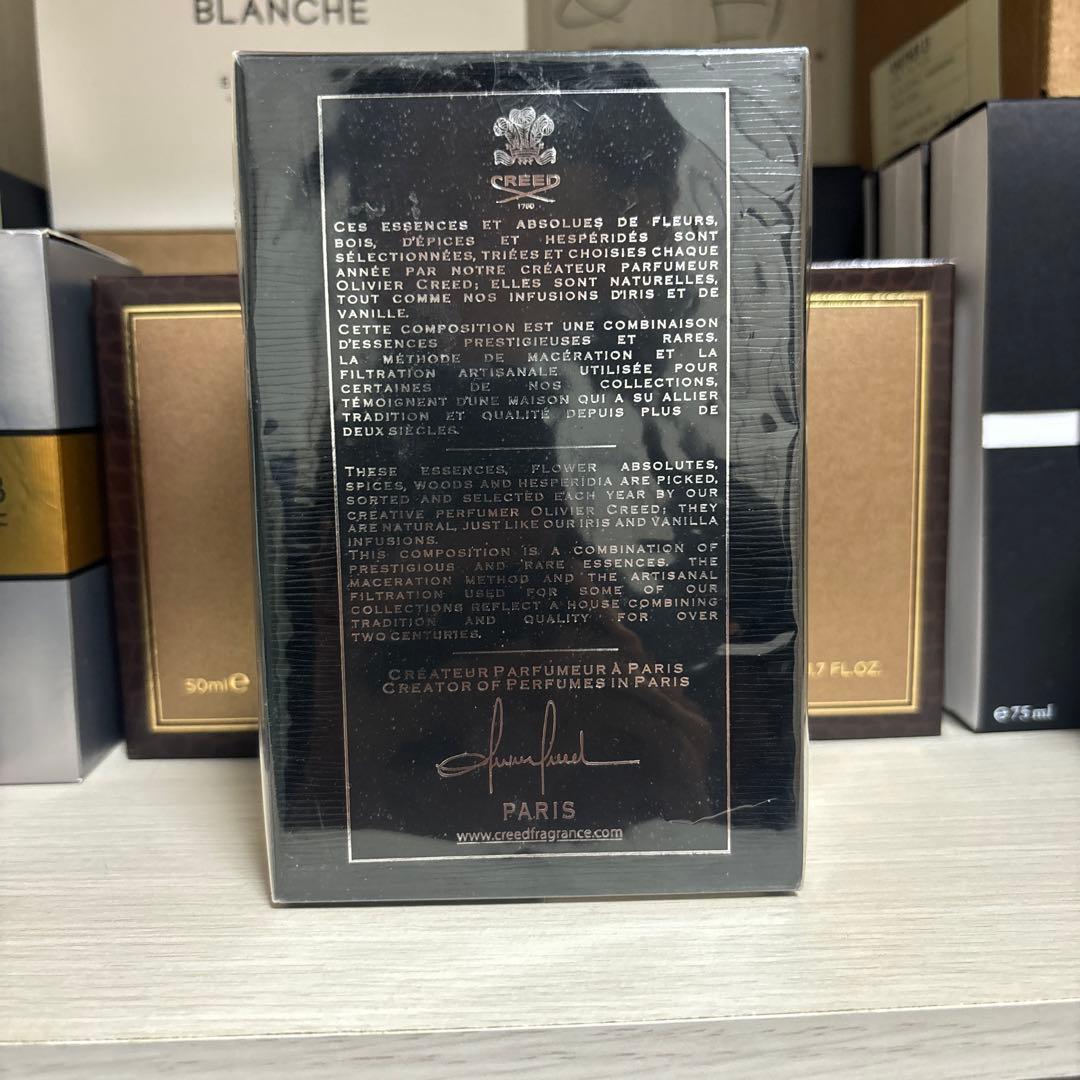 BLANCHE
CREED
1760
CES ESSENCES ET ABSOLUES DE FLEURS,
BOIS, D'ÉPICES ET HESPÉRIDÉS SONT
SÉLECTIONNÉES, TRIÉES ET CHOISIES CHAQUE
ANNÉE PAR NOTRE CRÉATEUR PARFUMEUR
OLIVIER CREED; ELLES SONT NATURELLES,
TOUT COMME NOS INFUSIONS D'IRIS ET DE
VANILLE.
CETTE COMPOSITION EST UNE COMBINAISON
D'ESSENCES PRESTIGIEUSES ET RARES.
LA MÉTHODE DE MACÉRATION ET LA
FILTRATION ARTISANALE UTILISÉE POUR
CERTAINES DE NOS COLLECTIONS,
TÉMOIGNENT D'UNE MAISON QUI A SU ALLIER
TRADITION ET QUALITÉ DEPUIS PLUS DE
DEUX SIÈCLES.
THESE ESSENCES, FLOWER ABSOLUTES,
SPICES, WOODS AND HESPERIDIA ARE PICKED,
SORTED AND SELECTED EACH YEAR BY OUR
CREATIVE PERFUMER OLIVIER CREED; THEY
ARE NATURAL, JUST LIKE OUR IRIS AND VANILLA
INFUSIONS.
THIS COMPOSITION IS A COMBINATION OF
PRESTIGIOUS AND RARE ESSENCES. THE
MACERATION METHOD AND THE ARTISANAL
FILTRATION USED FOR SOME OF OUR
COLLECTIONS REFLECT A HOUSE COMBINING
TRADITION AND QUALITY FOR OVER
TWO CENTURIES.
CRÉATEUR PARFUMEUR À PARIS
CREATOR OF PERFUMES IN PARIS
Olivier Creed
PARIS
www.creedfragrance.com
50ml e
.7 FL.OZ.
e 75 ml